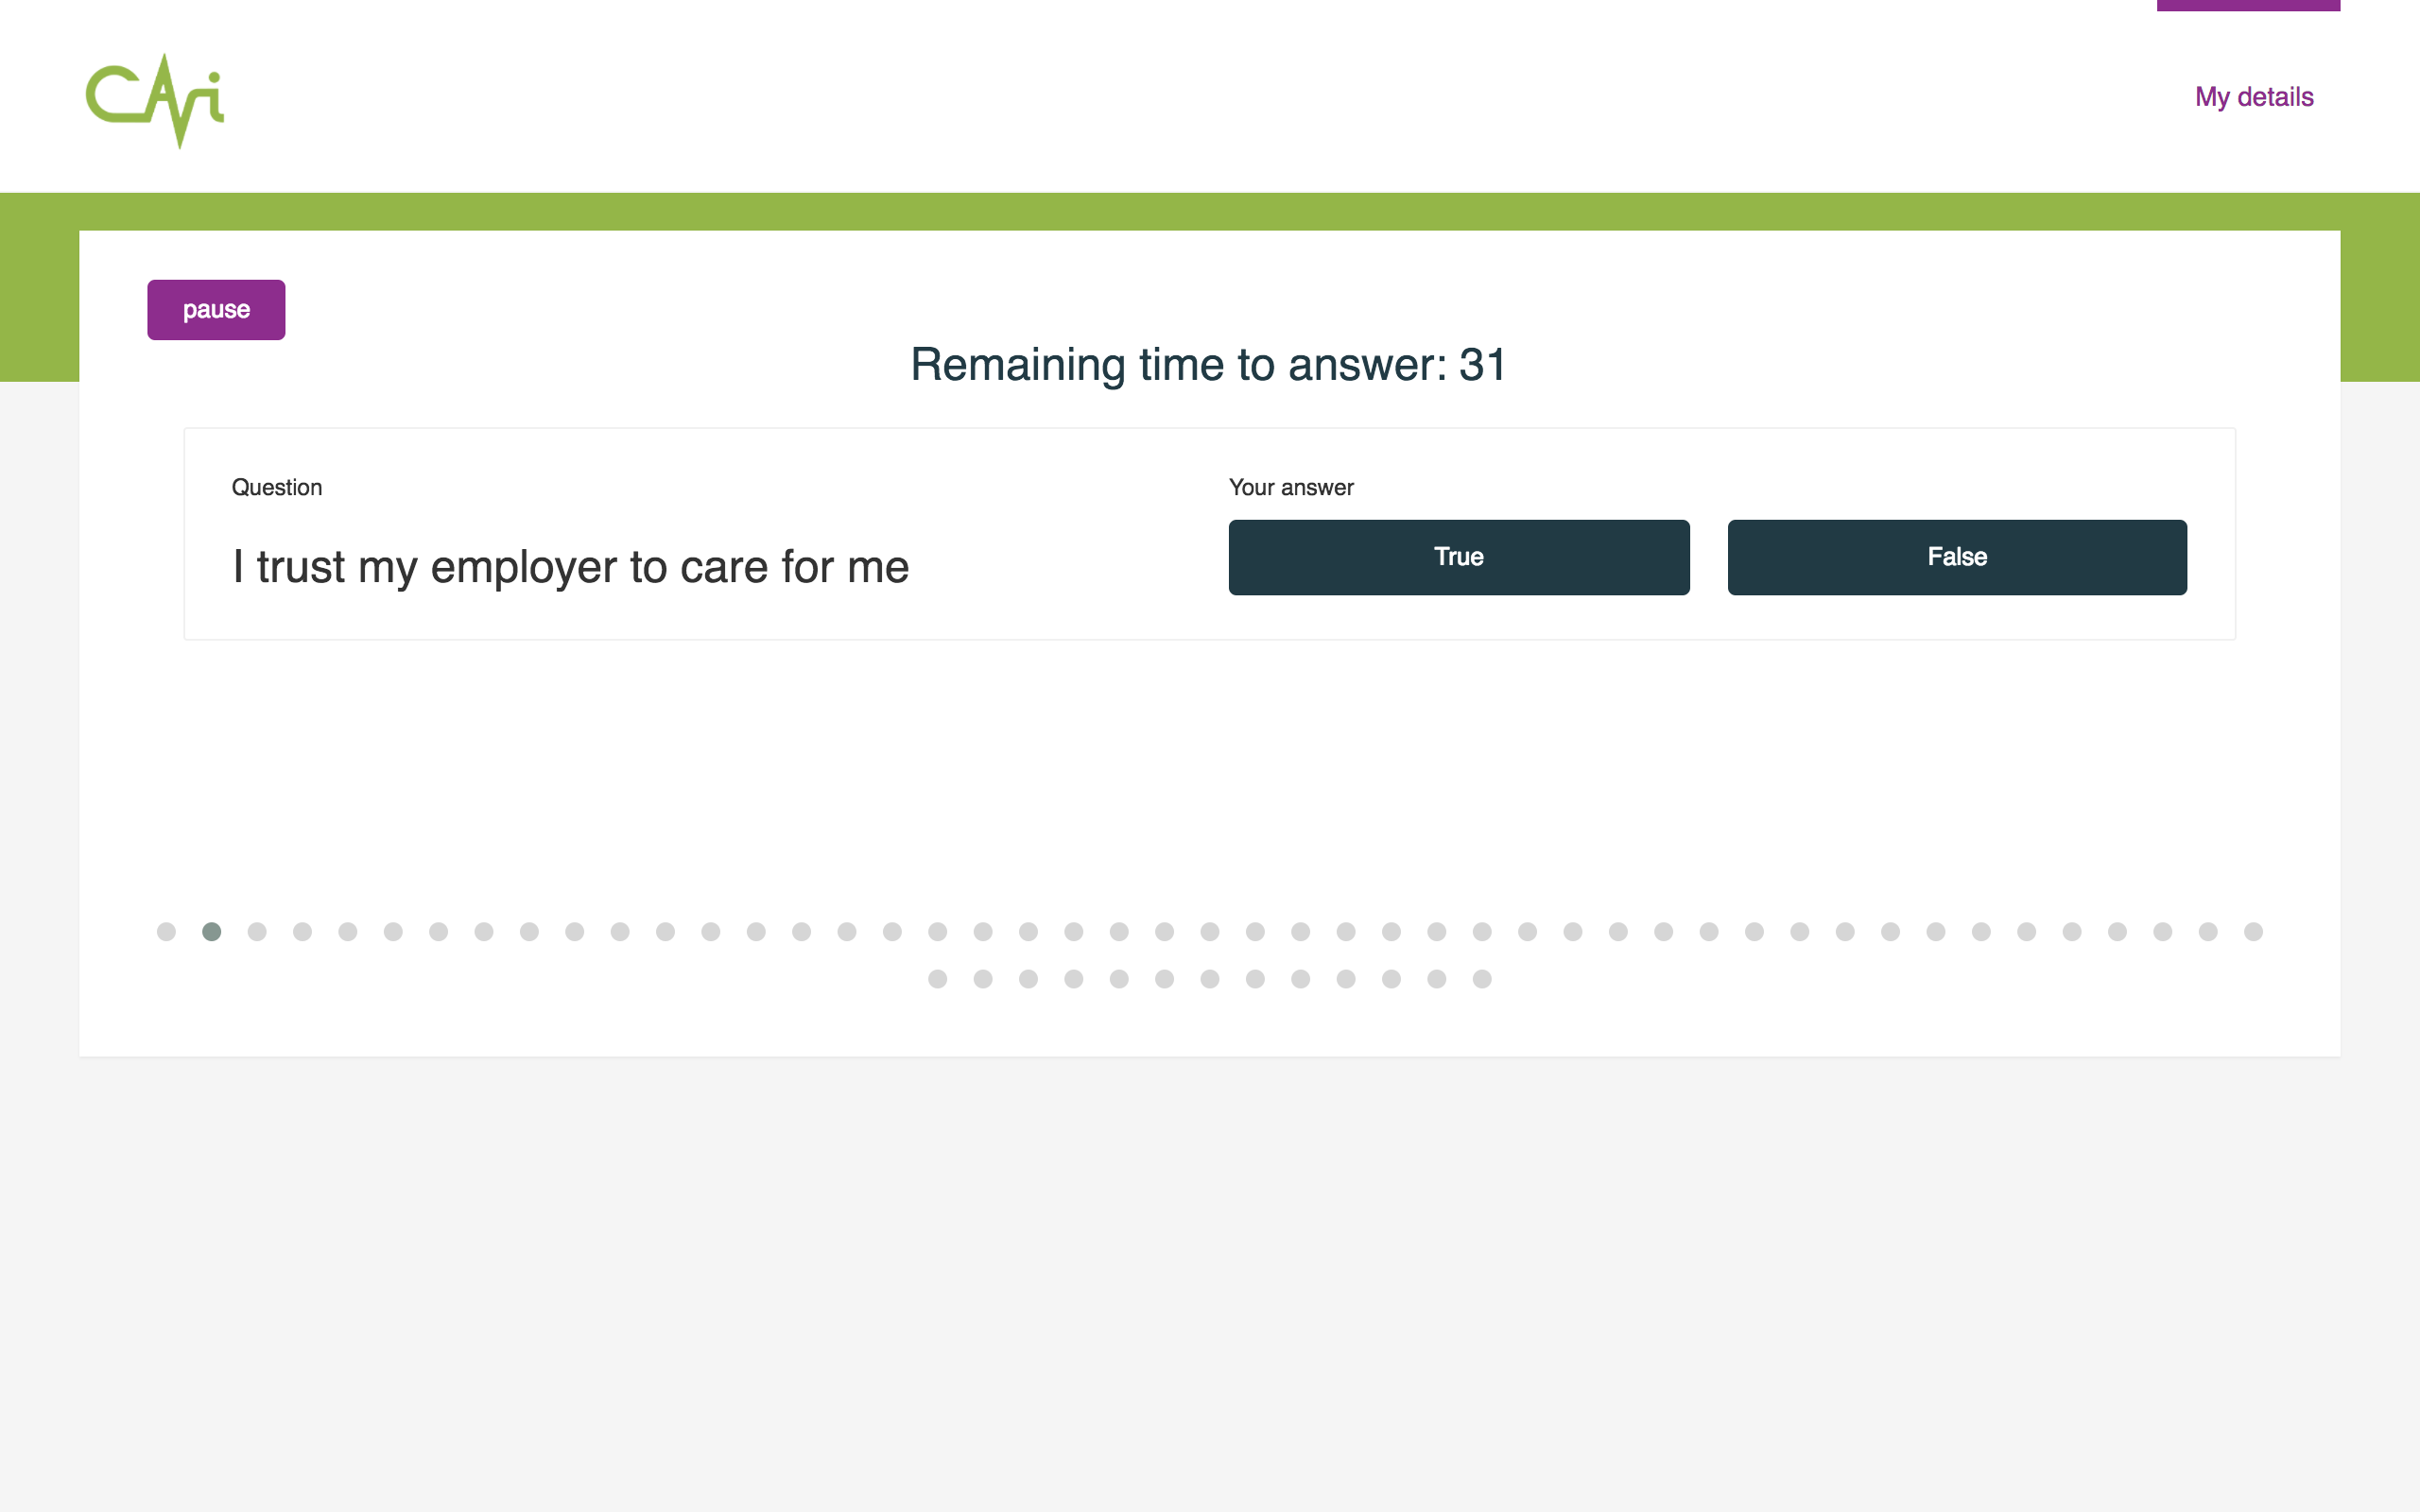 CAri
My details
pause
Remaining time to answer: 31
Question
Your answer
I trust my employer to care for me
True
False